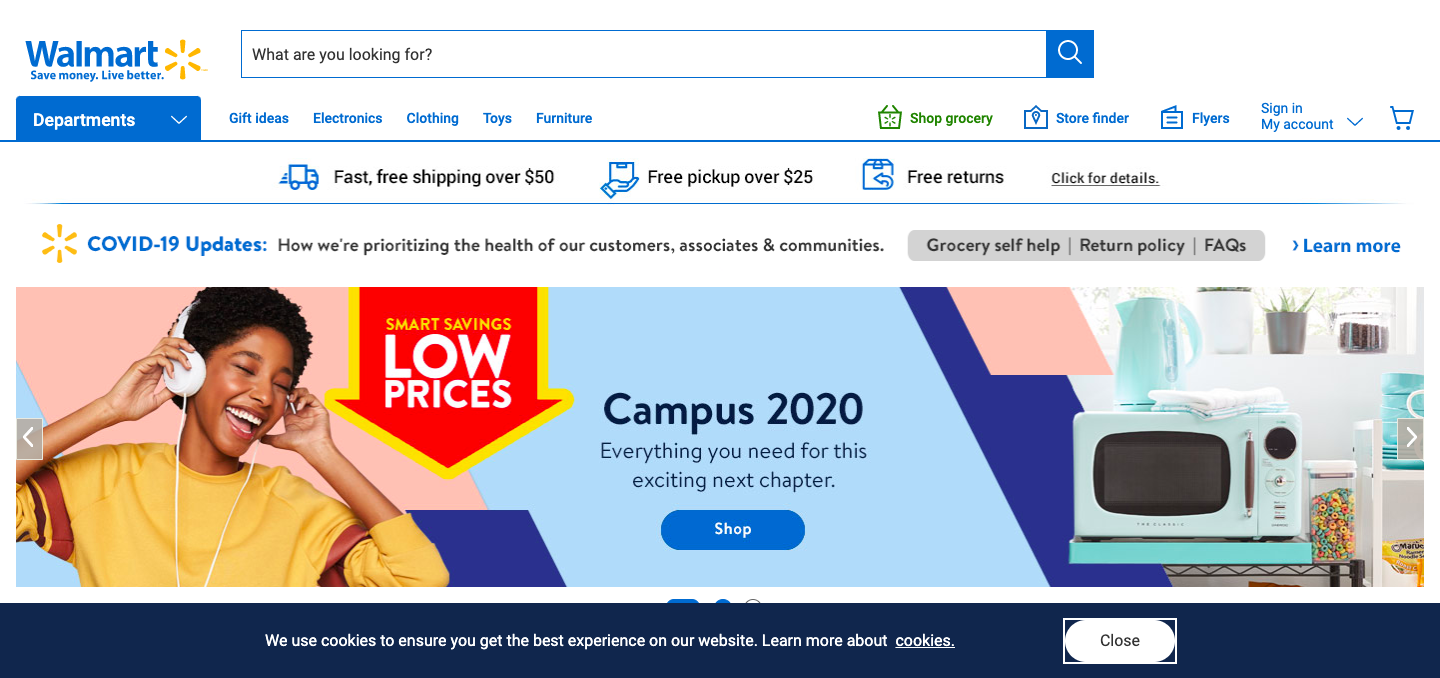 Walmart
Save money. Live better.
What are you looking for?
Departments
Gift ideas Electronics Clothing Toys Furniture
Shop grocery
Store finder
Flyers
Sign in
My account
Fast, free shipping over $50 Free pickup over $25 Free returns Click for details.
COVID-19 Updates: How we're prioritizing the health of our customers, associates & communities. Grocery self help | Return policy | FAQs › Learn more
SMART SAVINGS
LOW
PRICES
Campus 2020
Everything you need for this
exciting next chapter.
Shop
THE CLASSIC
We use cookies to ensure you get the best experience on our website. Learn more about cookies.
Close